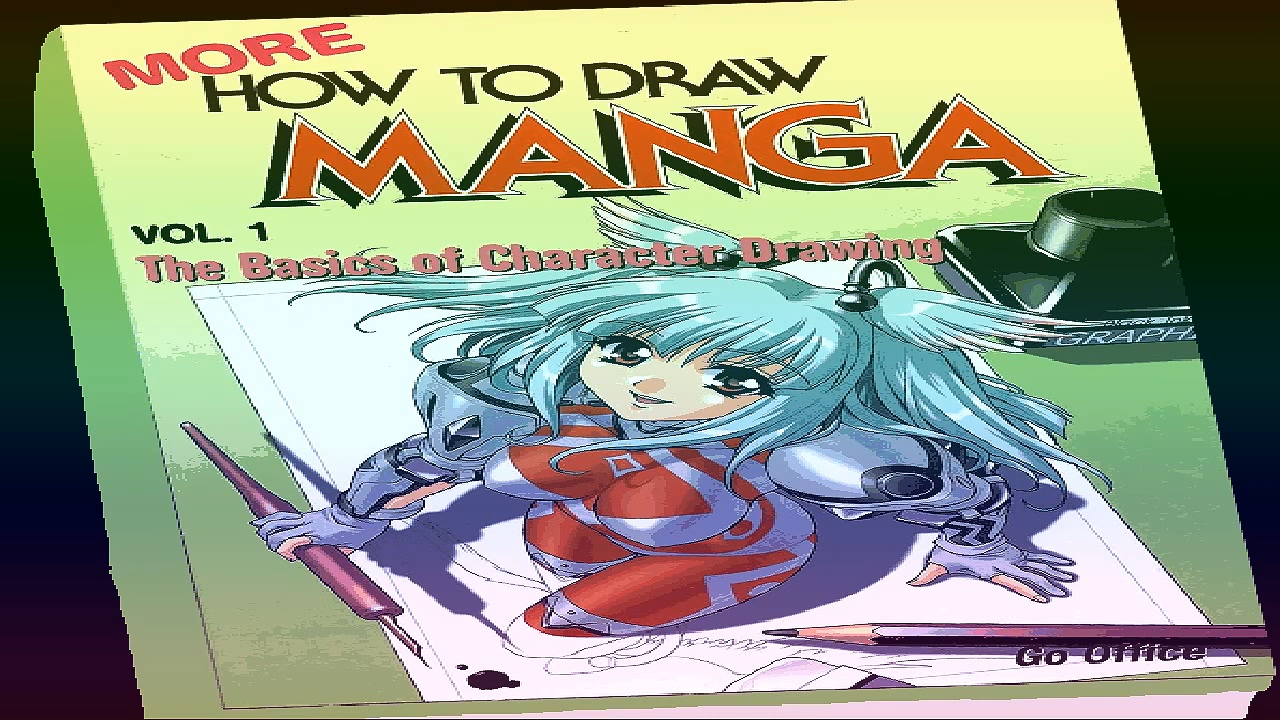 MORE
HOW TO DRAW
MANGA
VOL. 1
The Basics of Character Drawing
GRAPH
Go Office